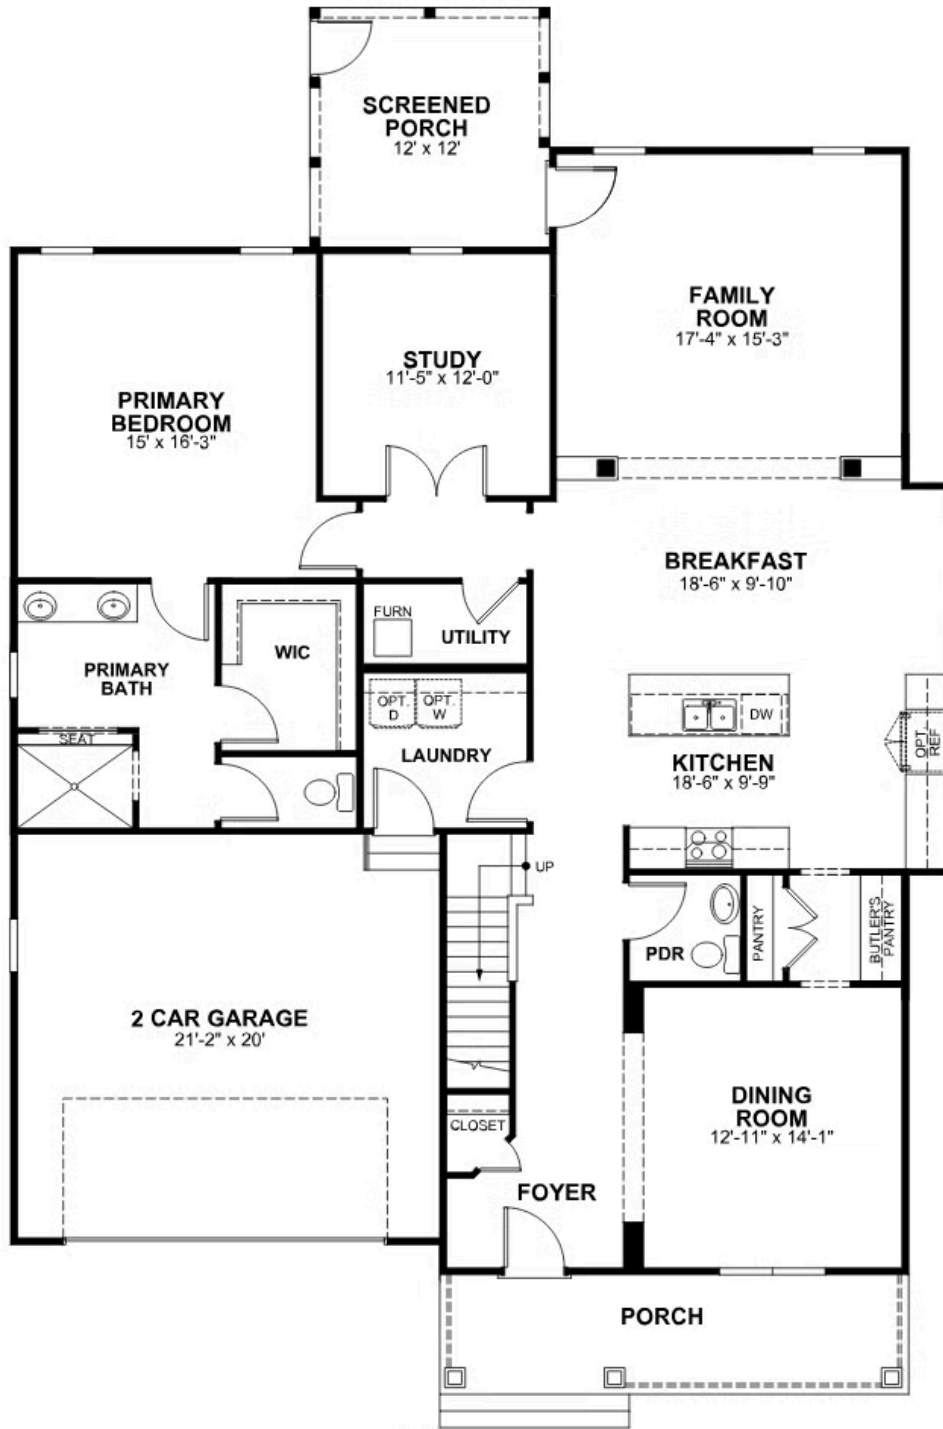 SCREENED
PORCH
12' x 12'
FAMILY
ROOM
17'-4" x 15'-3"
STUDY
11'-5" x 12'-0"
PRIMARY
BEDROOM
15' x 16'-3"
BREAKFAST
18'-6" x 9'-10"
FURN
UTILITY
WIC
PRIMARY
BATH
OPT.
D
OPT.
W
DW
SEAT
LAUNDRY
KITCHEN
18'-6" x 9'-9"
OPT.
REF
UP
PDR
PANTRY
BUTLER'S
PANTRY
2 CAR GARAGE
21'-2" x 20'
DINING
ROOM
12'-11" x 14'-1"
CLOSET
FOYER
PORCH